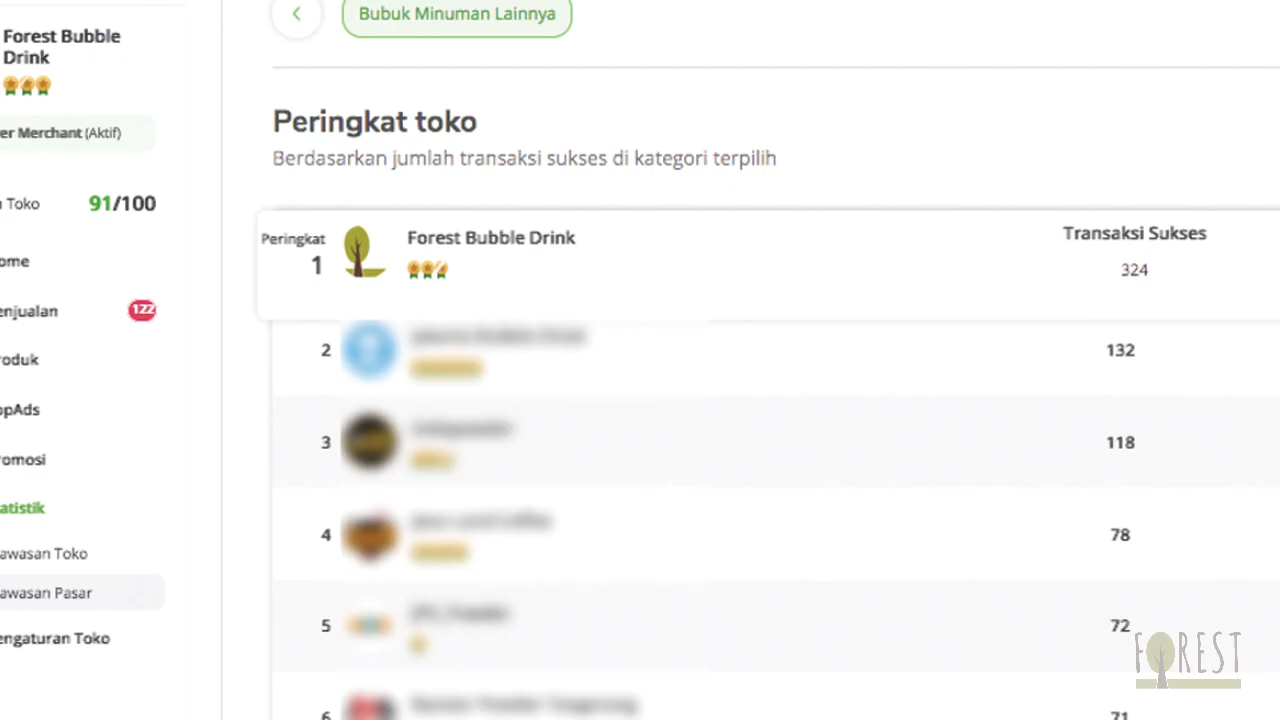 Forest Bubble
Drink
er Merchant (Aktif)
n Toko 91/100
ome
enjualan 122
roduk
opAds
romosi
atistik
awasan Toko
awasan Pasar
engaturan Toko
Bubuk Minuman Lainnya
Peringkat toko
Berdasarkan jumlah transaksi sukses di kategori terpilih
Peringkat
1
Forest Bubble Drink
Transaksi Sukses
324
2 132
3 118
4 78
5 72
6 71
FOREST